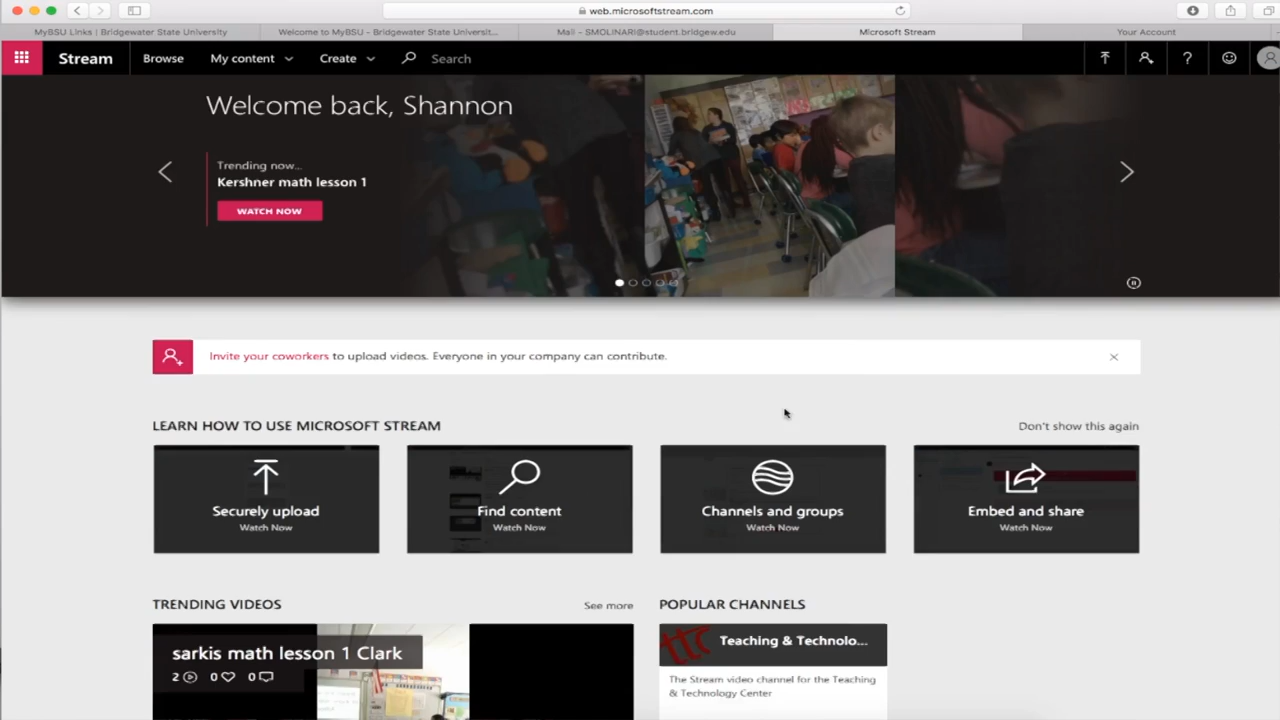 web.microsoftstream.com
MyBSU Links | Bridgewater State University
Welcome to MyBSU - Bridgewater State Universit...
Mail - SMOLINARI@student.bridgew.edu
Microsoft Stream
Your Account
Stream
Browse
My content
Create
Search
?
Welcome back, Shannon
Trending now...
Kershner math lesson 1
WATCH NOW
Invite your coworkers to upload videos. Everyone in your company can contribute.
LEARN HOW TO USE MICROSOFT STREAM
Don't show this again
Securely upload
Watch Now
Find content
Watch Now
Channels and groups
Watch Now
Embed and share
Watch Now
TRENDING VIDEOS
See more
sarkis math lesson 1 Clark
2 0 0
POPULAR CHANNELS
ttc
Teaching & Technolo...
The Stream video channel for the Teaching
& Technology Center